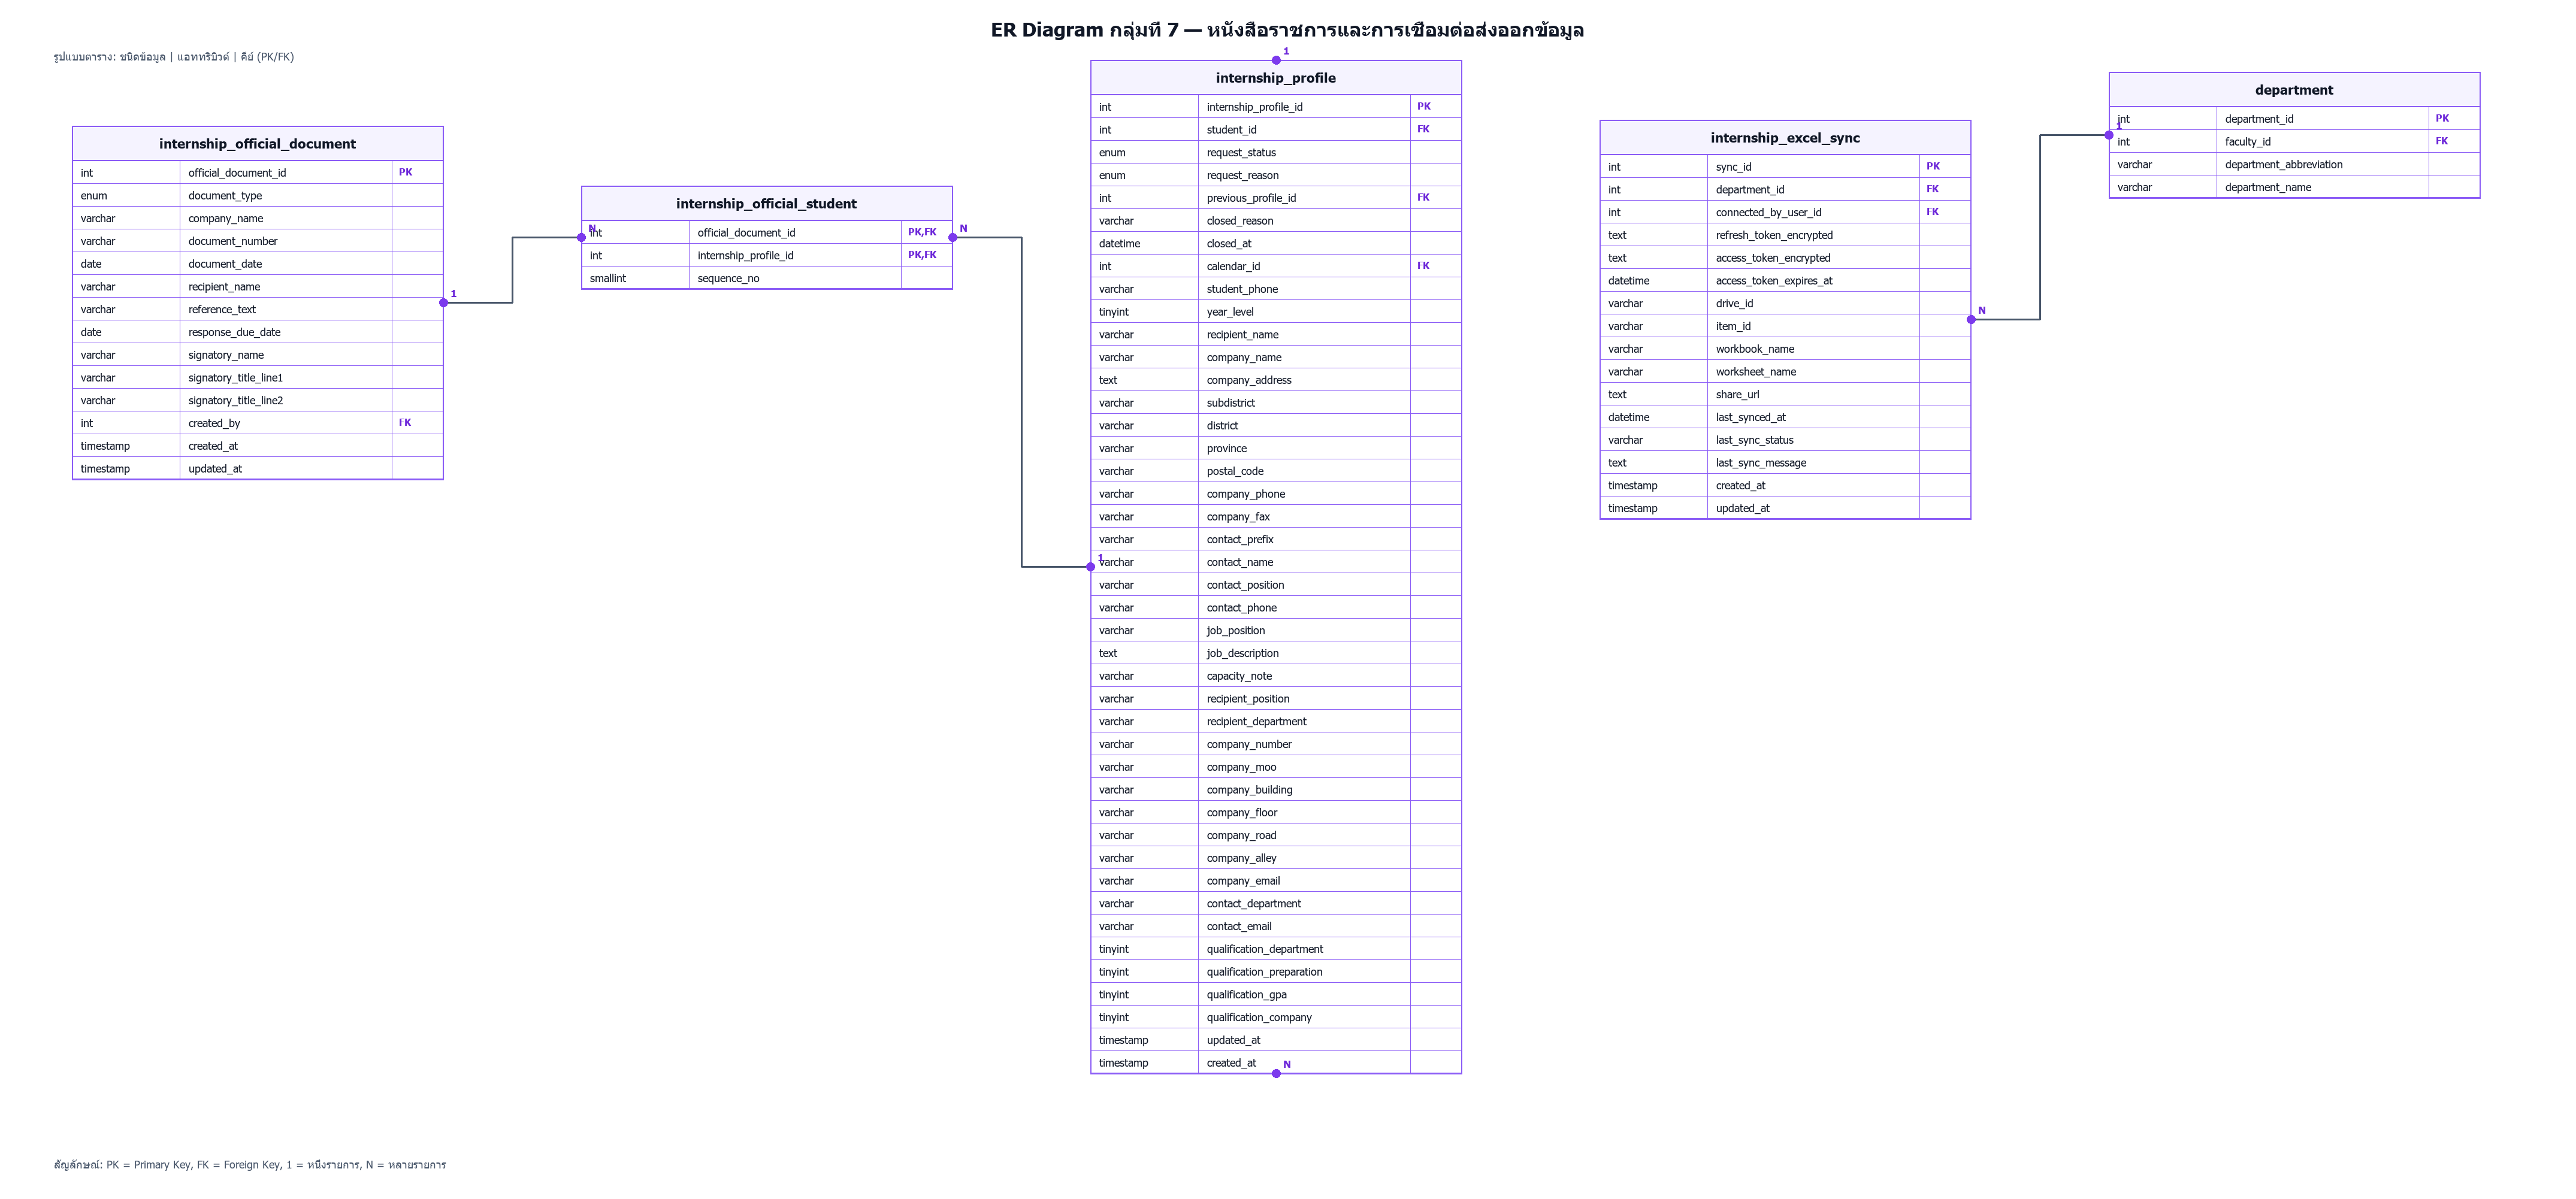 ER Diagram กลุ่มที่ 7 — หนังสือราชการและการเชื่อมต่อส่งออกข้อมูล
รูปแบบตาราง: ชนิดข้อมูล | แอททริบิวต์ | คีย์ (PK/FK)
internship_official_document
int official_document_id PK
enum document_type
varchar company_name
varchar document_number
date document_date
varchar recipient_name
varchar reference_text
date response_due_date
varchar signatory_name
varchar signatory_title_line1
varchar signatory_title_line2
int created_by FK
timestamp created_at
timestamp updated_at
1
N
internship_official_student
int official_document_id PK,FK
int internship_profile_id PK,FK
smallint sequence_no
N
1
1
internship_profile
int internship_profile_id PK
int student_id FK
enum request_status
enum request_reason
int previous_profile_id FK
varchar closed_reason
datetime closed_at
int calendar_id FK
varchar student_phone
tinyint year_level
varchar recipient_name
varchar company_name
text company_address
varchar subdistrict
varchar district
varchar province
varchar postal_code
varchar company_phone
varchar company_fax
varchar contact_prefix
varchar contact_name
varchar contact_position
varchar contact_phone
varchar job_position
text job_description
varchar capacity_note
varchar recipient_position
varchar recipient_department
varchar company_number
varchar company_moo
varchar company_building
varchar company_floor
varchar company_road
varchar company_alley
varchar company_email
varchar contact_department
varchar contact_email
tinyint qualification_department
tinyint qualification_preparation
tinyint qualification_gpa
tinyint qualification_company
timestamp updated_at
timestamp created_at
N
internship_excel_sync
int sync_id PK
int department_id FK
int connected_by_user_id FK
text refresh_token_encrypted
text access_token_encrypted
datetime access_token_expires_at
varchar drive_id
varchar item_id
varchar workbook_name
varchar worksheet_name
text share_url
datetime last_synced_at
varchar last_sync_status
text last_sync_message
timestamp created_at
timestamp updated_at
N
1
department
int department_id PK
int faculty_id FK
varchar department_abbreviation
varchar department_name
สัญลักษณ์: PK = Primary Key, FK = Foreign Key, 1 = หนึ่งรายการ, N = หลายรายการ